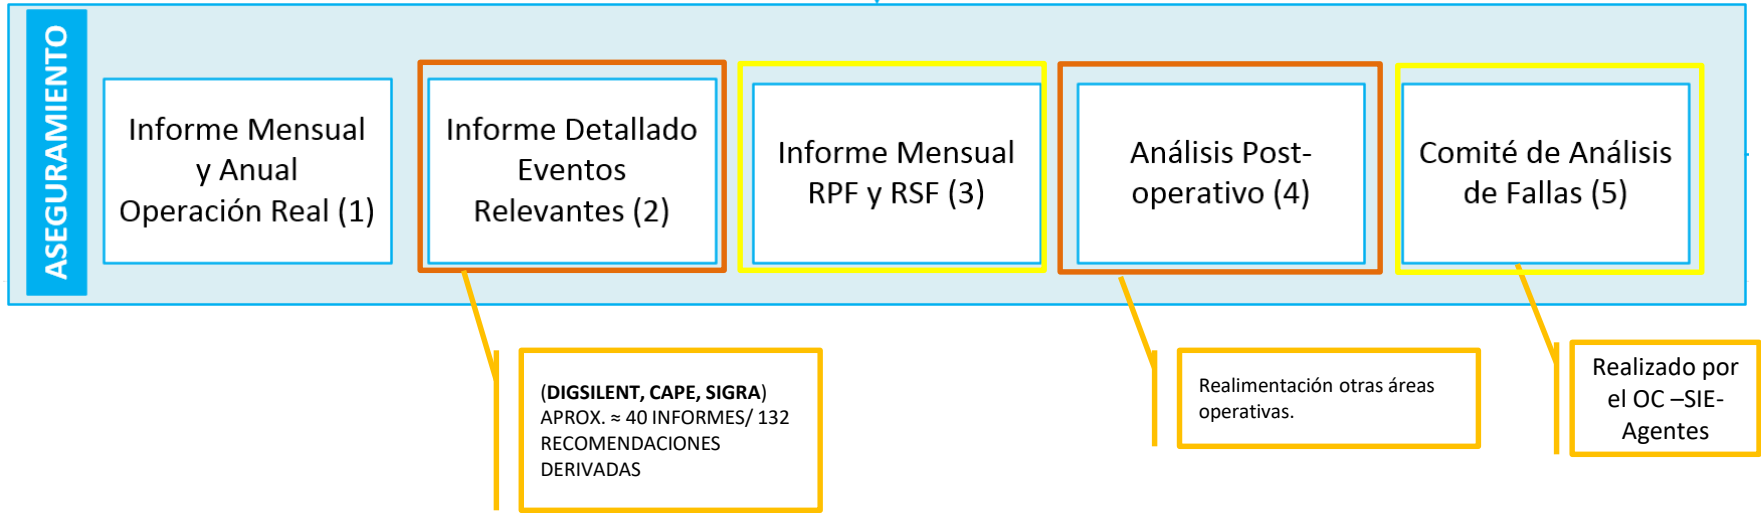 ASEGURAMIENTO
Informe Mensual
y Anual
Operación Real (1)
Informe Detallado
Eventos
Relevantes (2)
Informe Mensual
RPF y RSF (3)
Análisis Post-
operativo (4)
Comité de Análisis
de Fallas (5)
(DIGSILENT, CAPE, SIGRA)
APROX. ≈ 40 INFORMES/ 132
RECOMENDACIONES
DERIVADAS
Realimentación otras áreas
operativas.
Realizado por
el OC –SIE-
Agentes